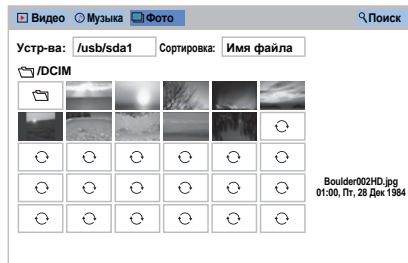 Видео Музыка Фото Поиск
Устр-ва: /usb/sda1 Сортировка: Имя файла
/DCIM
Boulder002HD.jpg
01:00, Пт, 28 Дек 1984